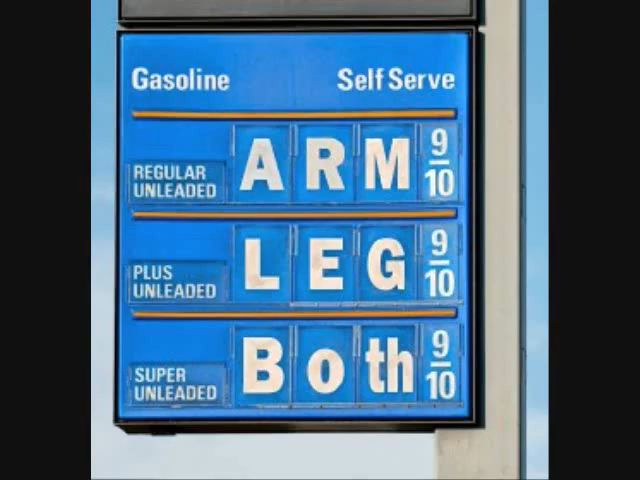 Gasoline Self Serve
REGULAR UNLEADED ARM 9/10
PLUS UNLEADED LEG 9/10
SUPER UNLEADED Both 9/10